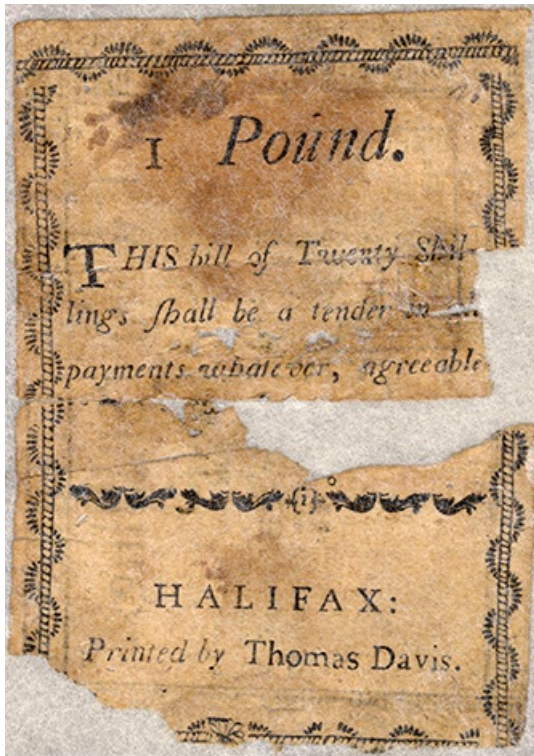 1 Pound.
THIS bill of Twenty Shil-
lings ſhall be a tender in
payments whatever, agreeable
(1)
HALIFAX:
Printed by Thomas Davis.